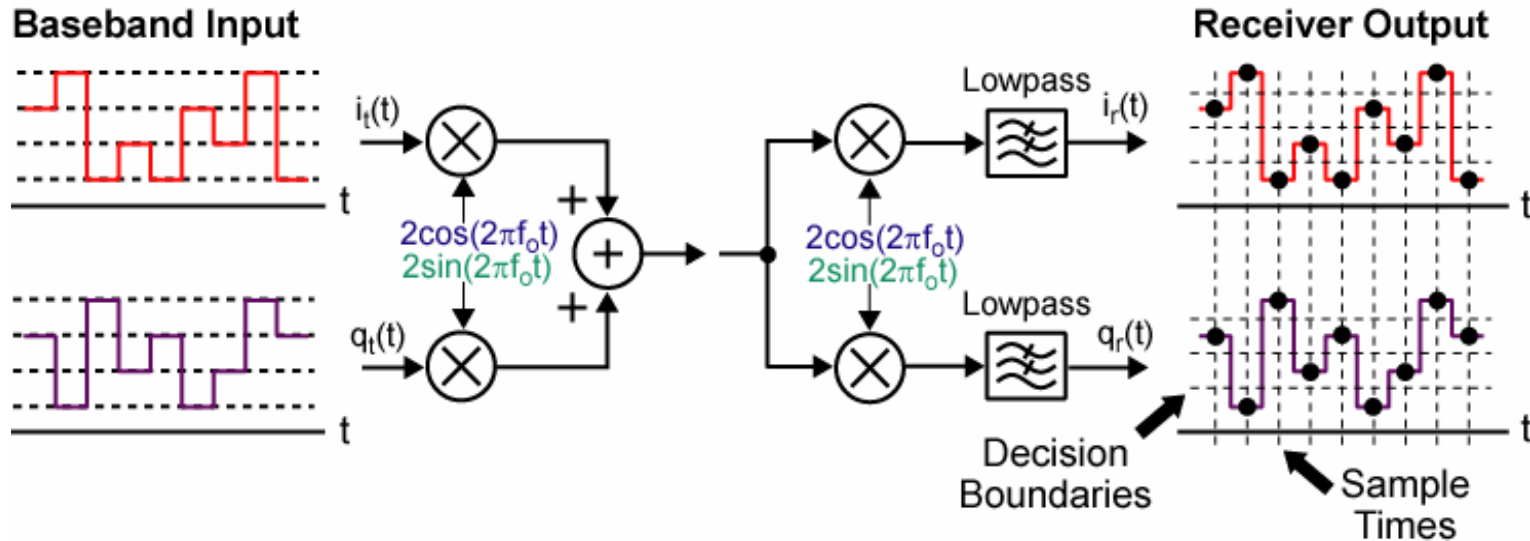 Baseband Input
Receiver Output
Lowpass
i_t(t)
i_r(t)
t
t
+
2cos(2πf_ot)
2sin(2πf_ot)
+
2cos(2πf_ot)
2sin(2πf_ot)
+
Lowpass
q_t(t)
q_r(t)
t
t
Decision
Boundaries
Sample
Times